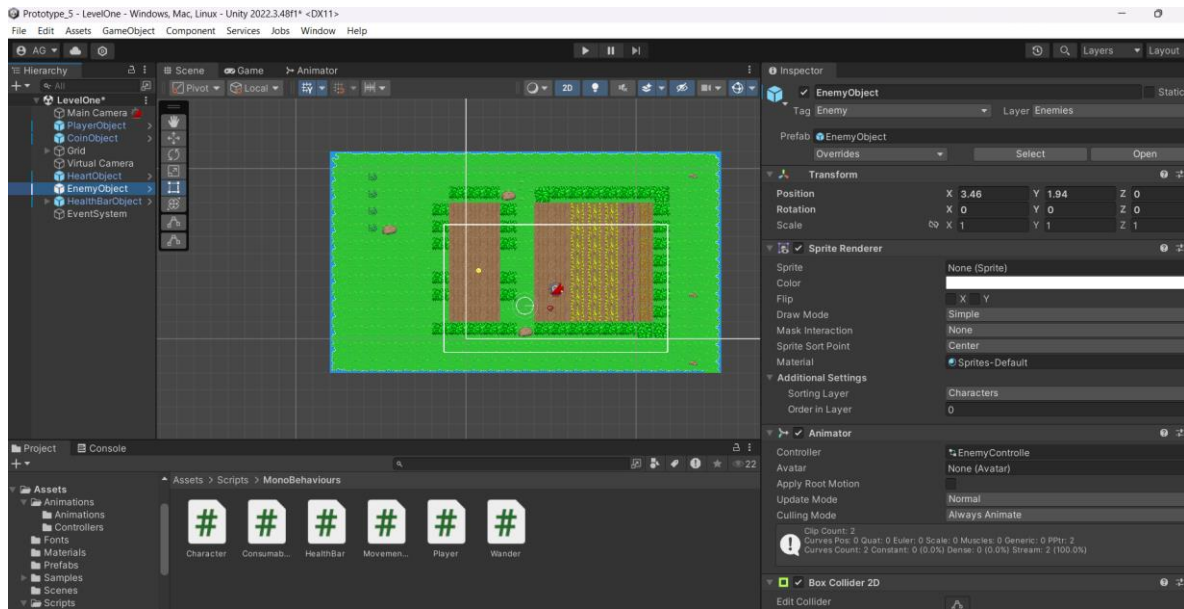 Prototype_5 - LevelOne - Windows, Mac, Linux - Unity 2022.3.48f1* <DX11>
File Edit Assets GameObject Component Services Jobs Window Help
AG Layers Layout
Hierarchy
All
LevelOne*
Main Camera
PlayerObject
CoinObject
Grid
Virtual Camera
HeartObject
EnemyObject
HealthBarObject
EventSystem
Scene Game Animator
Pivot Local 2D
Inspector
EnemyObject Static
Tag Enemy Layer Enemies
Prefab EnemyObject
Overrides Select Open
Transform
Position X 3.46 Y 1.94 Z 0
Rotation X 0 Y 0 Z 0
Scale X 1 Y 1 Z 1
Sprite Renderer
Sprite None (Sprite)
Color
Flip X Y
Draw Mode Simple
Mask Interaction None
Sprite Sort Point Center
Material Sprites-Default
Additional Settings
Sorting Layer Characters
Order in Layer 0
Animator
Controller EnemyControlle
Avatar None (Avatar)
Apply Root Motion
Update Mode Normal
Culling Mode Always Animate
Clip Count: 2
Curves Pos: 0 Quat: 0 Euler: 0 Scale: 0 Muscles: 0 Generic: 0 PPtr: 2
Curves Count: 2 Constant: 0 (0.0%) Dense: 0 (0.0%) Stream: 2 (100.0%)
Box Collider 2D
Edit Collider
Project Console
22
Assets
Animations
Animations
Controllers
Fonts
Materials
Prefabs
Samples
Scenes
Scripts
Assets > Scripts > MonoBehaviours
Character Consumab... HealthBar Movemen... Player Wander